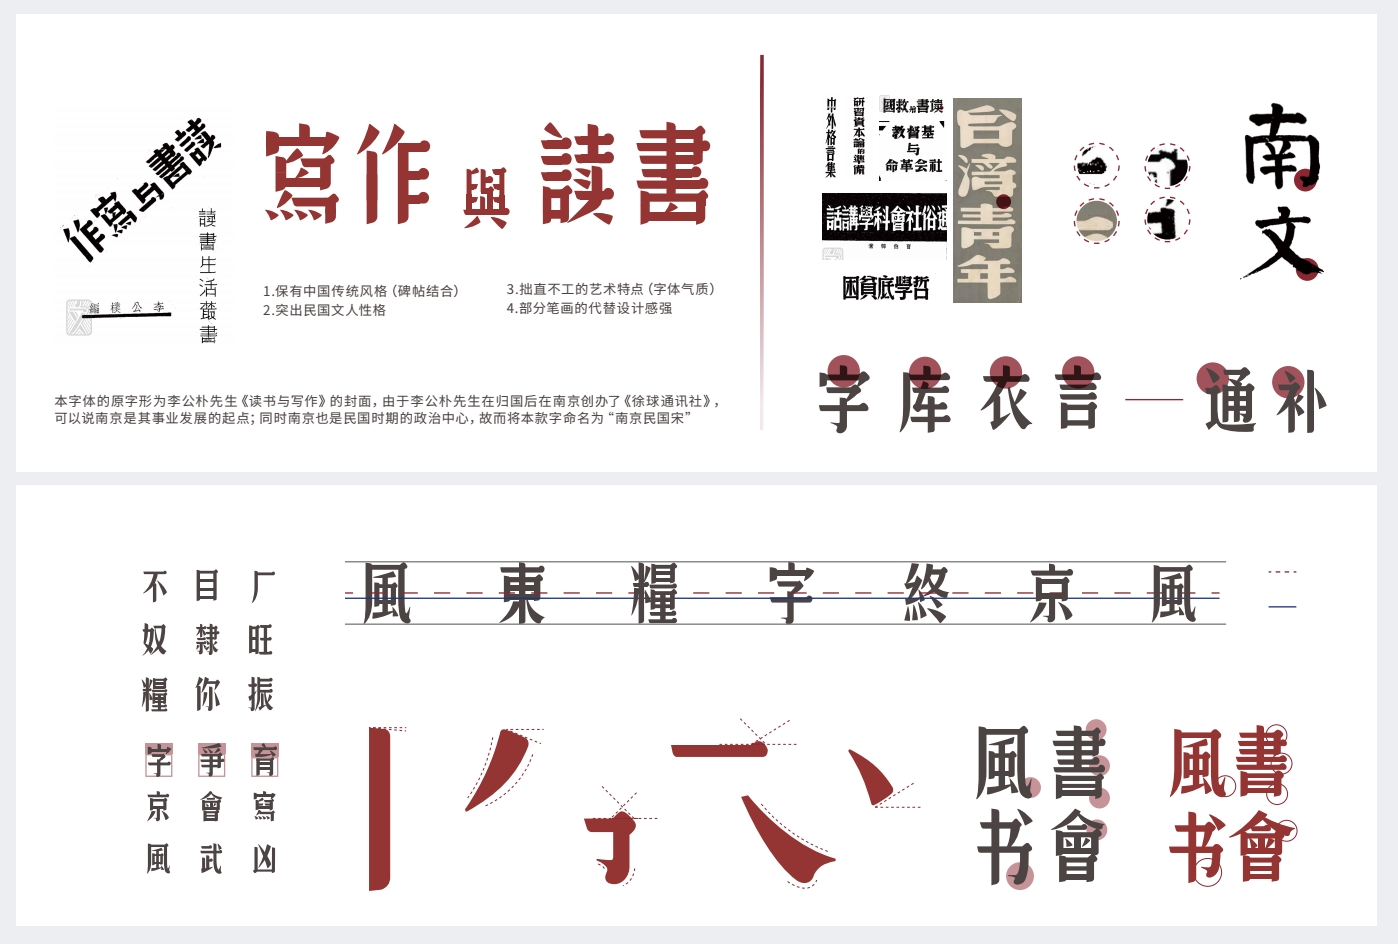 作寫与書讀
讀書生活叢書
編 樸 公 李
寫作與讀書
1.保有中国传统风格（碑帖结合）
2.突出民国文人性格
3.拙直不工的艺术特点（字体气质）
4.部分笔画的代替设计感强
本字体的原字形为李公朴先生《读书与写作》的封面，由于李公朴先生在归国后在南京创办了《徐球通讯社》，
可以说南京是其事业发展的起点；同时南京也是民国时期的政治中心，故而将本款字命名为“南京民国宋”
中外格言集
研習資本論的準備
國救与書读
教督基
与
命革会社
話講學科會社俗通
困貧底學哲
台湾青年
南文
字库衣言——通补
不目厂
奴隸旺
糧你振
字爭育
京會寫
風武凶
風東糧字終京風
風書
书會
風書
书會